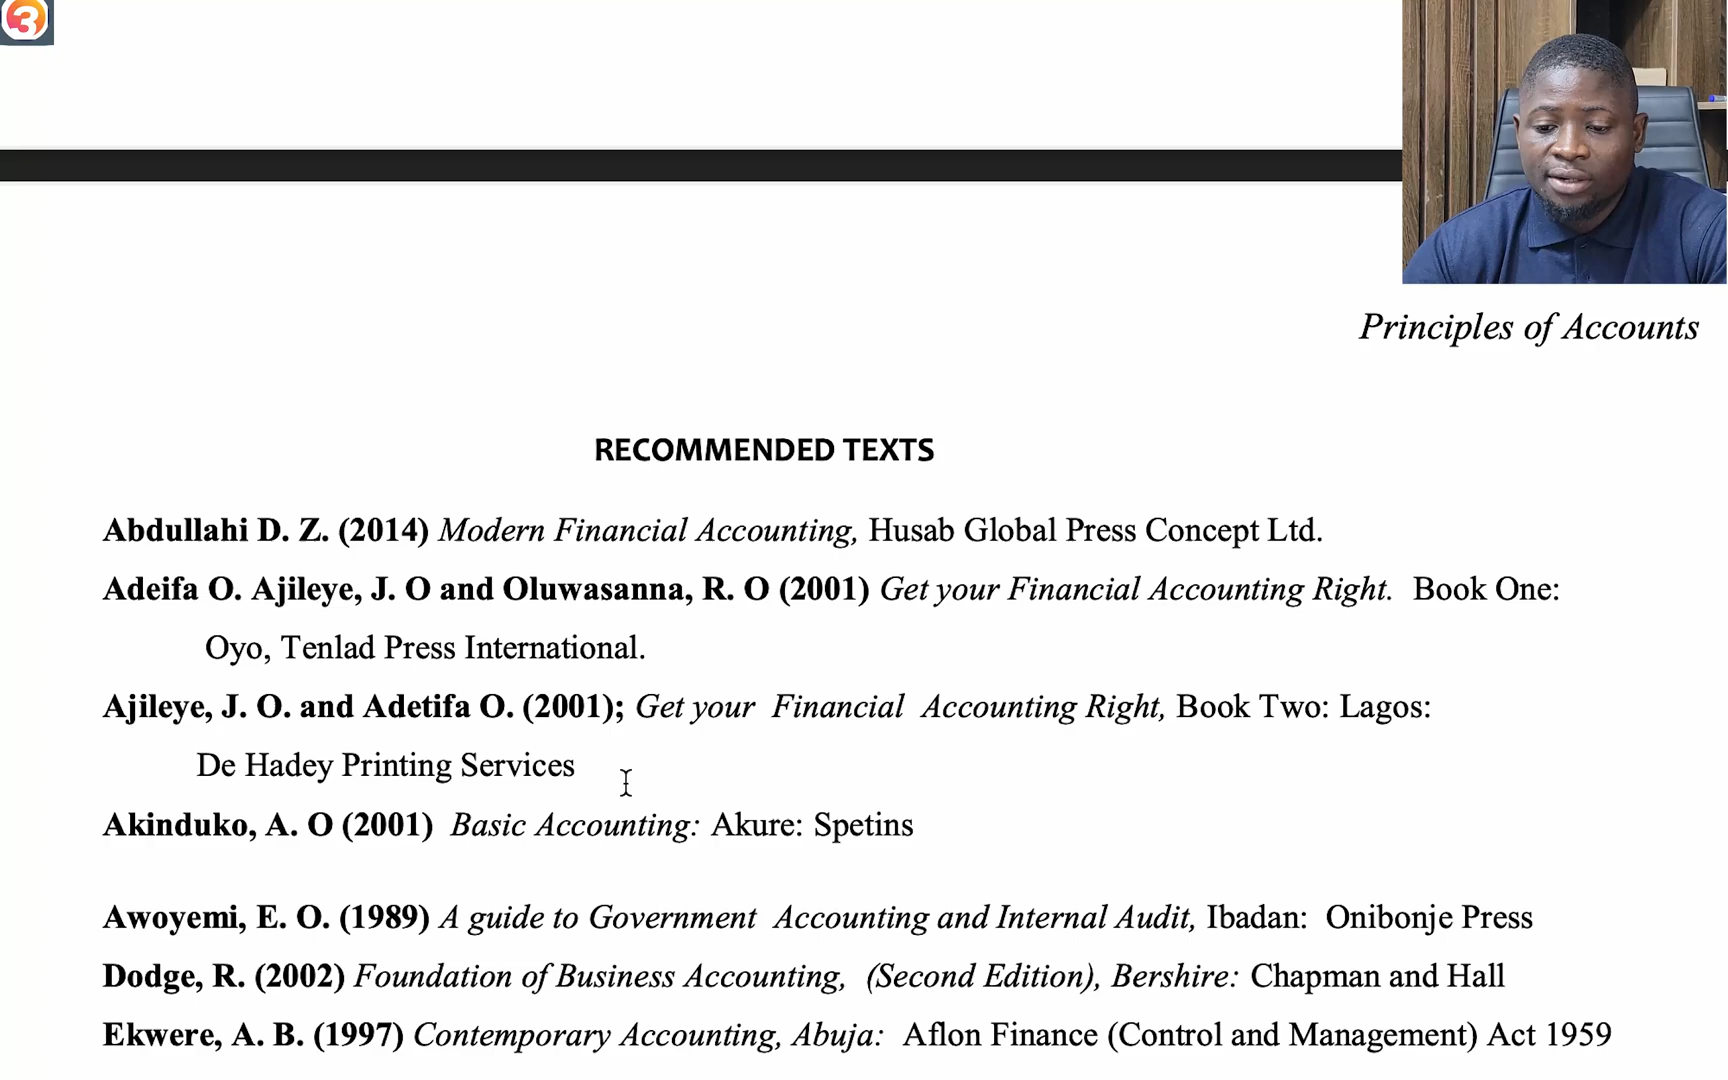 3
Principles of Accounts
RECOMMENDED TEXTS
Abdullahi D. Z. (2014) Modern Financial Accounting, Husab Global Press Concept Ltd.
Adeifa O. Ajileye, J. O and Oluwasanna, R. O (2001) Get your Financial Accounting Right. Book One:
Oyo, Tenlad Press International.
Ajileye, J. O. and Adetifa O. (2001); Get your Financial Accounting Right, Book Two: Lagos:
De Hadey Printing Services
Akinduko, A. O (2001) Basic Accounting: Akure: Spetins
Awoyemi, E. O. (1989) A guide to Government Accounting and Internal Audit, Ibadan: Onibonje Press
Dodge, R. (2002) Foundation of Business Accounting, (Second Edition), Bershire: Chapman and Hall
Ekwere, A. B. (1997) Contemporary Accounting, Abuja: Aflon Finance (Control and Management) Act 1959